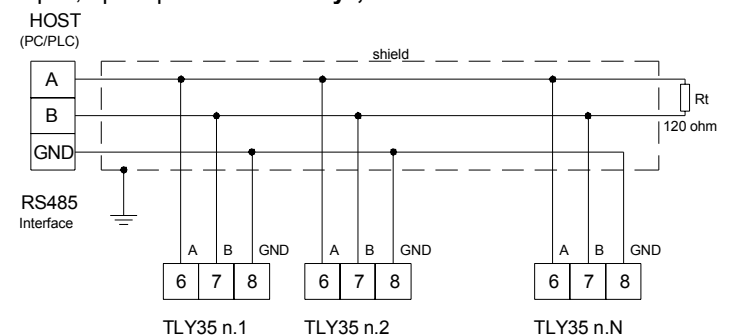 HOST
(PC/PLC)
shield
A
B
GND
Rt
120 ohm
RS485
Interface
A B GND A B GND A B GND
6 7 8 6 7 8 6 7 8
TLY35 n.1 TLY35 n.2 TLY35 n.N